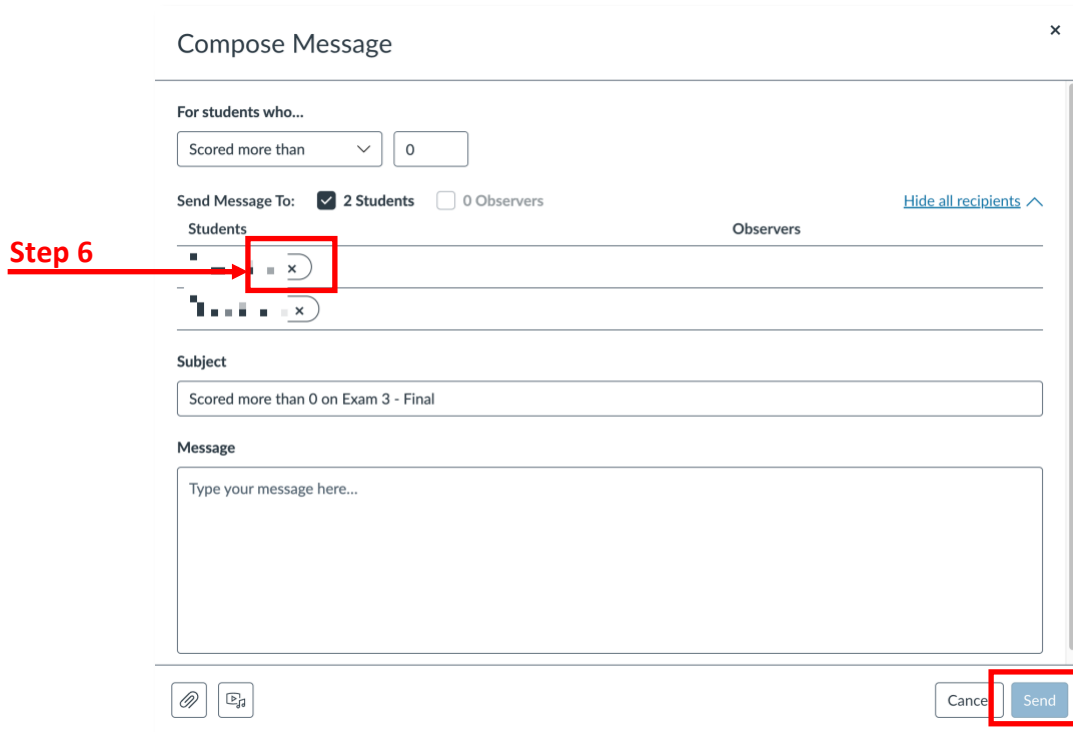 Compose Message
For students who...
Scored more than 0
Send Message To: 2 Students 0 Observers Hide all recipients
Students Observers
Step 6
Subject
Scored more than 0 on Exam 3 - Final
Message
Type your message here...
Cance Send